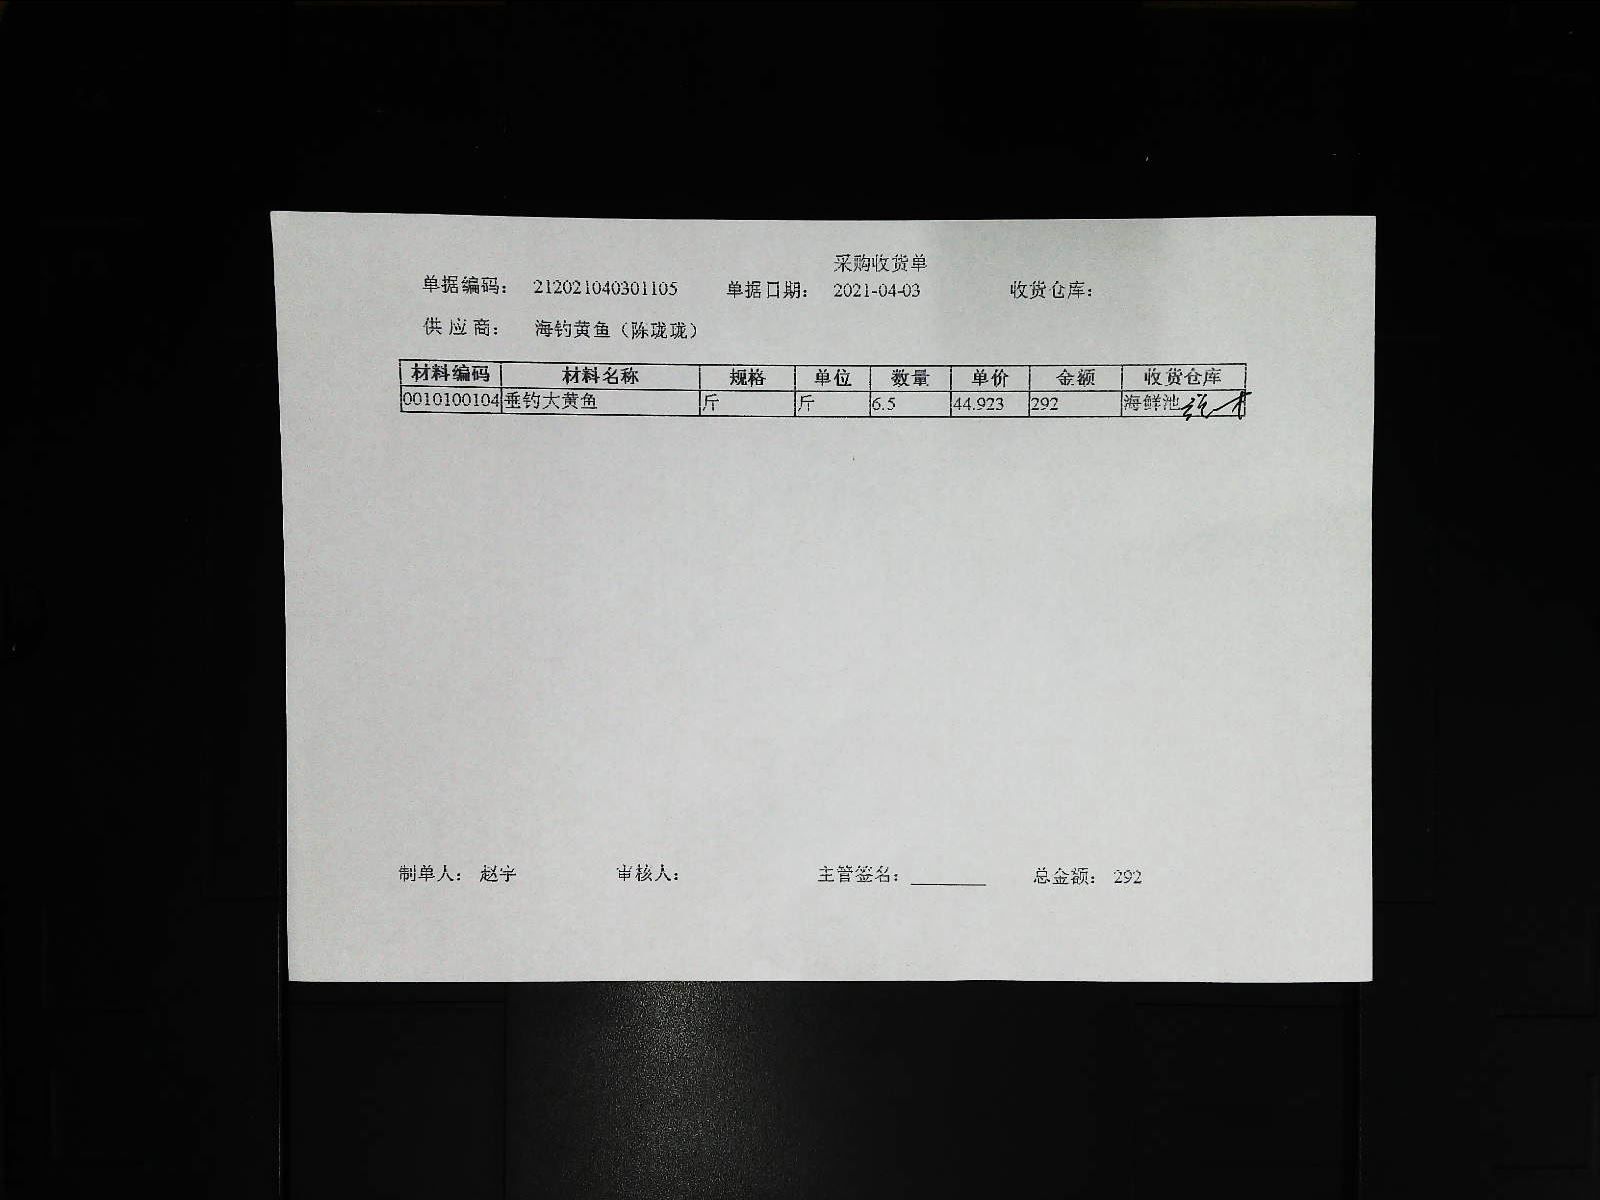 采购收货单
单据编码： 212021040301105 单据日期： 2021-04-03 收货仓库：
供 应 商： 海钓黄鱼（陈珑珑）
材料编码 材料名称 规格 单位 数量 单价 金额 收货仓库
0010100104 垂钓大黄鱼 斤 斤 6.5 44.923 292 海鲜池
制单人： 赵宇 审核人： 主管签名： 总金额： 292